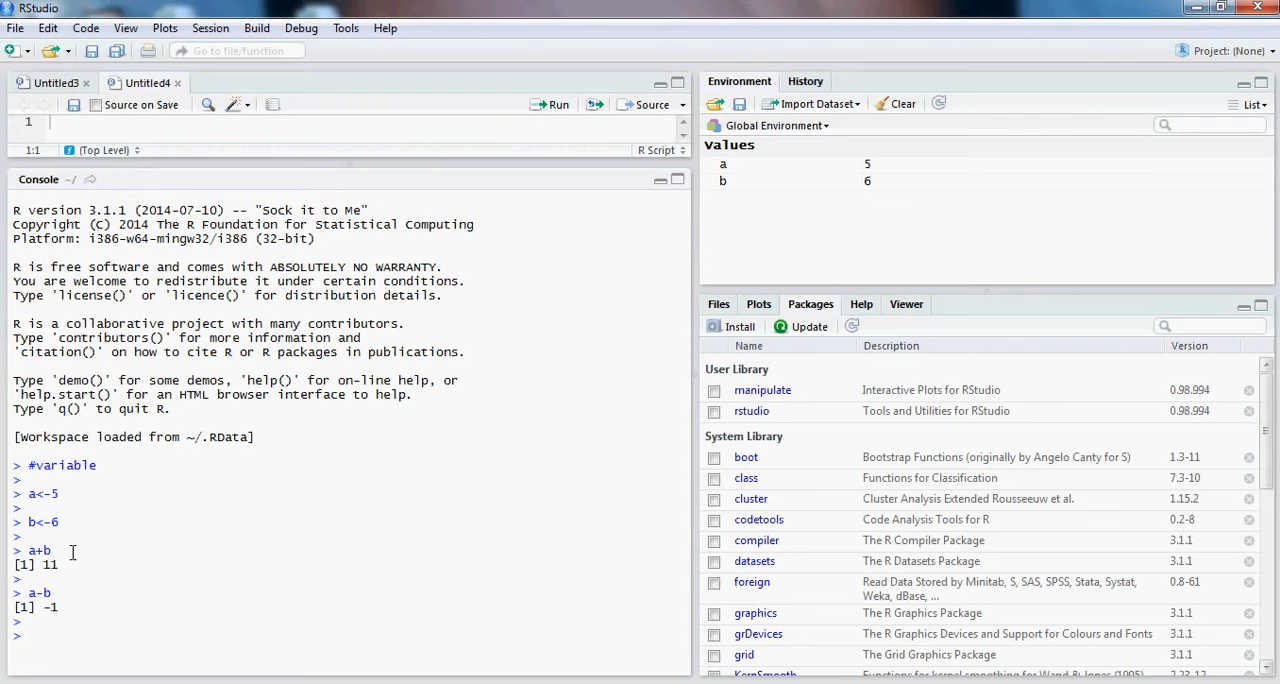 RStudio
File Edit Code View Plots Session Build Debug Tools Help
Go to file/function
Project: (None)
Untitled3 Untitled4
Source on Save Run Source
1
1:1 (Top Level) R Script
Console ~/
R version 3.1.1 (2014-07-10) -- "Sock it to Me"
Copyright (C) 2014 The R Foundation for Statistical Computing
Platform: i386-w64-mingw32/i386 (32-bit)
R is free software and comes with ABSOLUTELY NO WARRANTY.
You are welcome to redistribute it under certain conditions.
Type 'license()' or 'licence()' for distribution details.
R is a collaborative project with many contributors.
Type 'contributors()' for more information and
'citation()' on how to cite R or R packages in publications.
Type 'demo()' for some demos, 'help()' for on-line help, or
'help.start()' for an HTML browser interface to help.
Type 'q()' to quit R.
[Workspace loaded from ~/.RData]
> #variable
>
> a<-5
>
> b<-6
>
> a+b
[1] 11
>
> a-b
[1] -1
>
>
Environment History
Import Dataset Clear List
Global Environment
Values
a 5
b 6
Files Plots Packages Help Viewer
Install Update
Name Description Version
User Library
manipulate Interactive Plots for RStudio 0.98.994
rstudio Tools and Utilities for RStudio 0.98.994
System Library
boot Bootstrap Functions (originally by Angelo Canty for S) 1.3-11
class Functions for Classification 7.3-10
cluster Cluster Analysis Extended Rousseeuw et al. 1.15.2
codetools Code Analysis Tools for R 0.2-8
compiler The R Compiler Package 3.1.1
datasets The R Datasets Package 3.1.1
foreign Read Data Stored by Minitab, S, SAS, SPSS, Stata, Systat, 0.8-61
Weka, dBase, ...
graphics The R Graphics Package 3.1.1
grDevices The R Graphics Devices and Support for Colours and Fonts 3.1.1
grid The Grid Graphics Package 3.1.1
KernSmooth Functions for kernel smoothing for Wand & Jones (1995) 2.23-12